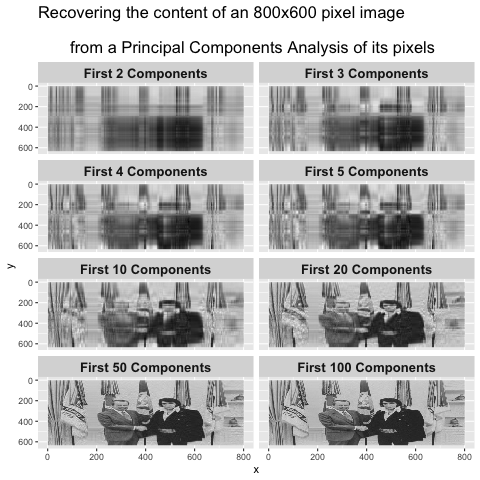 Recovering the content of an 800x600 pixel image
from a Principal Components Analysis of its pixels
First 2 Components
First 3 Components
0
200
400
600
First 4 Components
First 5 Components
0
200
400
600
y
First 10 Components
First 20 Components
0
200
400
600
First 50 Components
First 100 Components
0
200
400
600
0 200 400 600 800 0 200 400 600 800
x